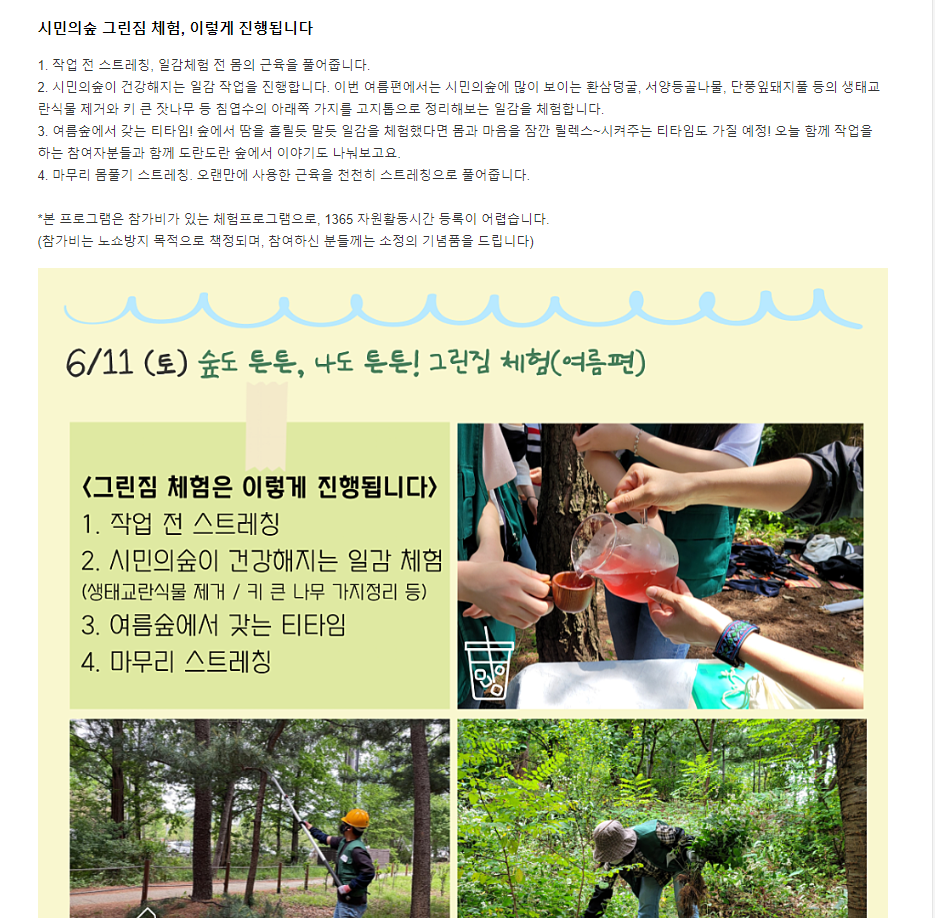 시민의숲 그린짐 체험, 이렇게 진행됩니다
1. 작업 전 스트레칭, 일감체험 전 몸의 근육을 풀어줍니다.
2. 시민의숲이 건강해지는 일감 작업을 진행합니다. 이번 여름편에서는 시민의숲에 많이 보이는 환삼덩굴, 서양등골나물, 단풍잎돼지풀 등의 생태교
란식물 제거와 키 큰 잣나무 등 침엽수의 아래쪽 가지를 고지톱으로 정리해보는 일감을 체험합니다.
3. 여름숲에서 갖는 티타임! 숲에서 땀을 흘릴듯 말듯 일감을 체험했다면 몸과 마음을 잠깐 릴렉스~시켜주는 티타임도 가질 예정! 오늘 함께 작업을
하는 참여자분들과 함께 도란도란 숲에서 이야기도 나눠보고요.
4. 마무리 몸풀기 스트레칭. 오랜만에 사용한 근육을 천천히 스트레칭으로 풀어줍니다.
*본 프로그램은 참가비가 있는 체험프로그램으로, 1365 자원활동시간 등록이 어렵습니다.
(참가비는 노쇼방지 목적으로 책정되며, 참여하신 분들께는 소정의 기념품을 드립니다)
6/11 (토) 숲도 튼튼, 나도 튼튼! 그린짐 체험(여름편)
<그린짐 체험은 이렇게 진행됩니다>
1. 작업 전 스트레칭
2. 시민의숲이 건강해지는 일감 체험
(생태교란식물 제거 / 키 큰 나무 가지정리 등)
3. 여름숲에서 갖는 티타임
4. 마무리 스트레칭